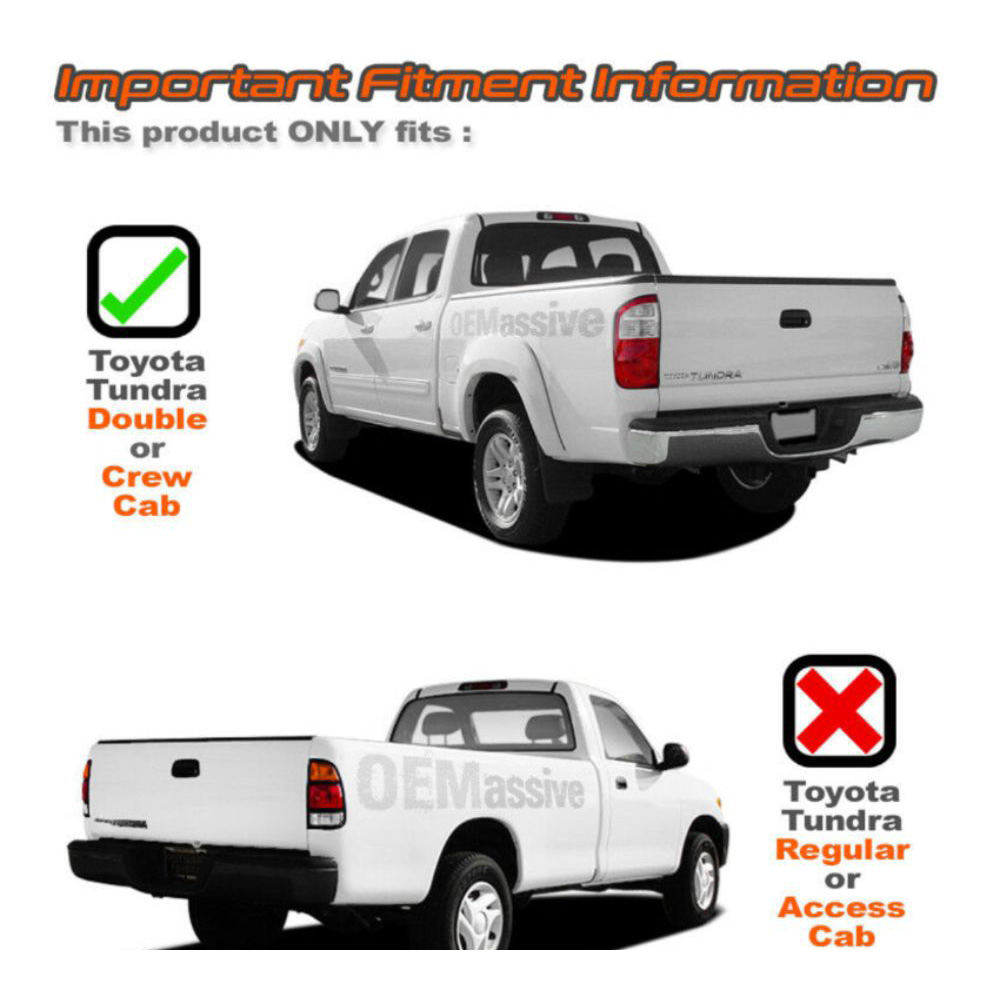 Important Fitment Information
This product ONLY fits :
OEMassive
TUNDRA
Toyota
Tundra
Double
or
Crew
Cab
OEMassive
Toyota
Tundra
Regular
or
Access
Cab